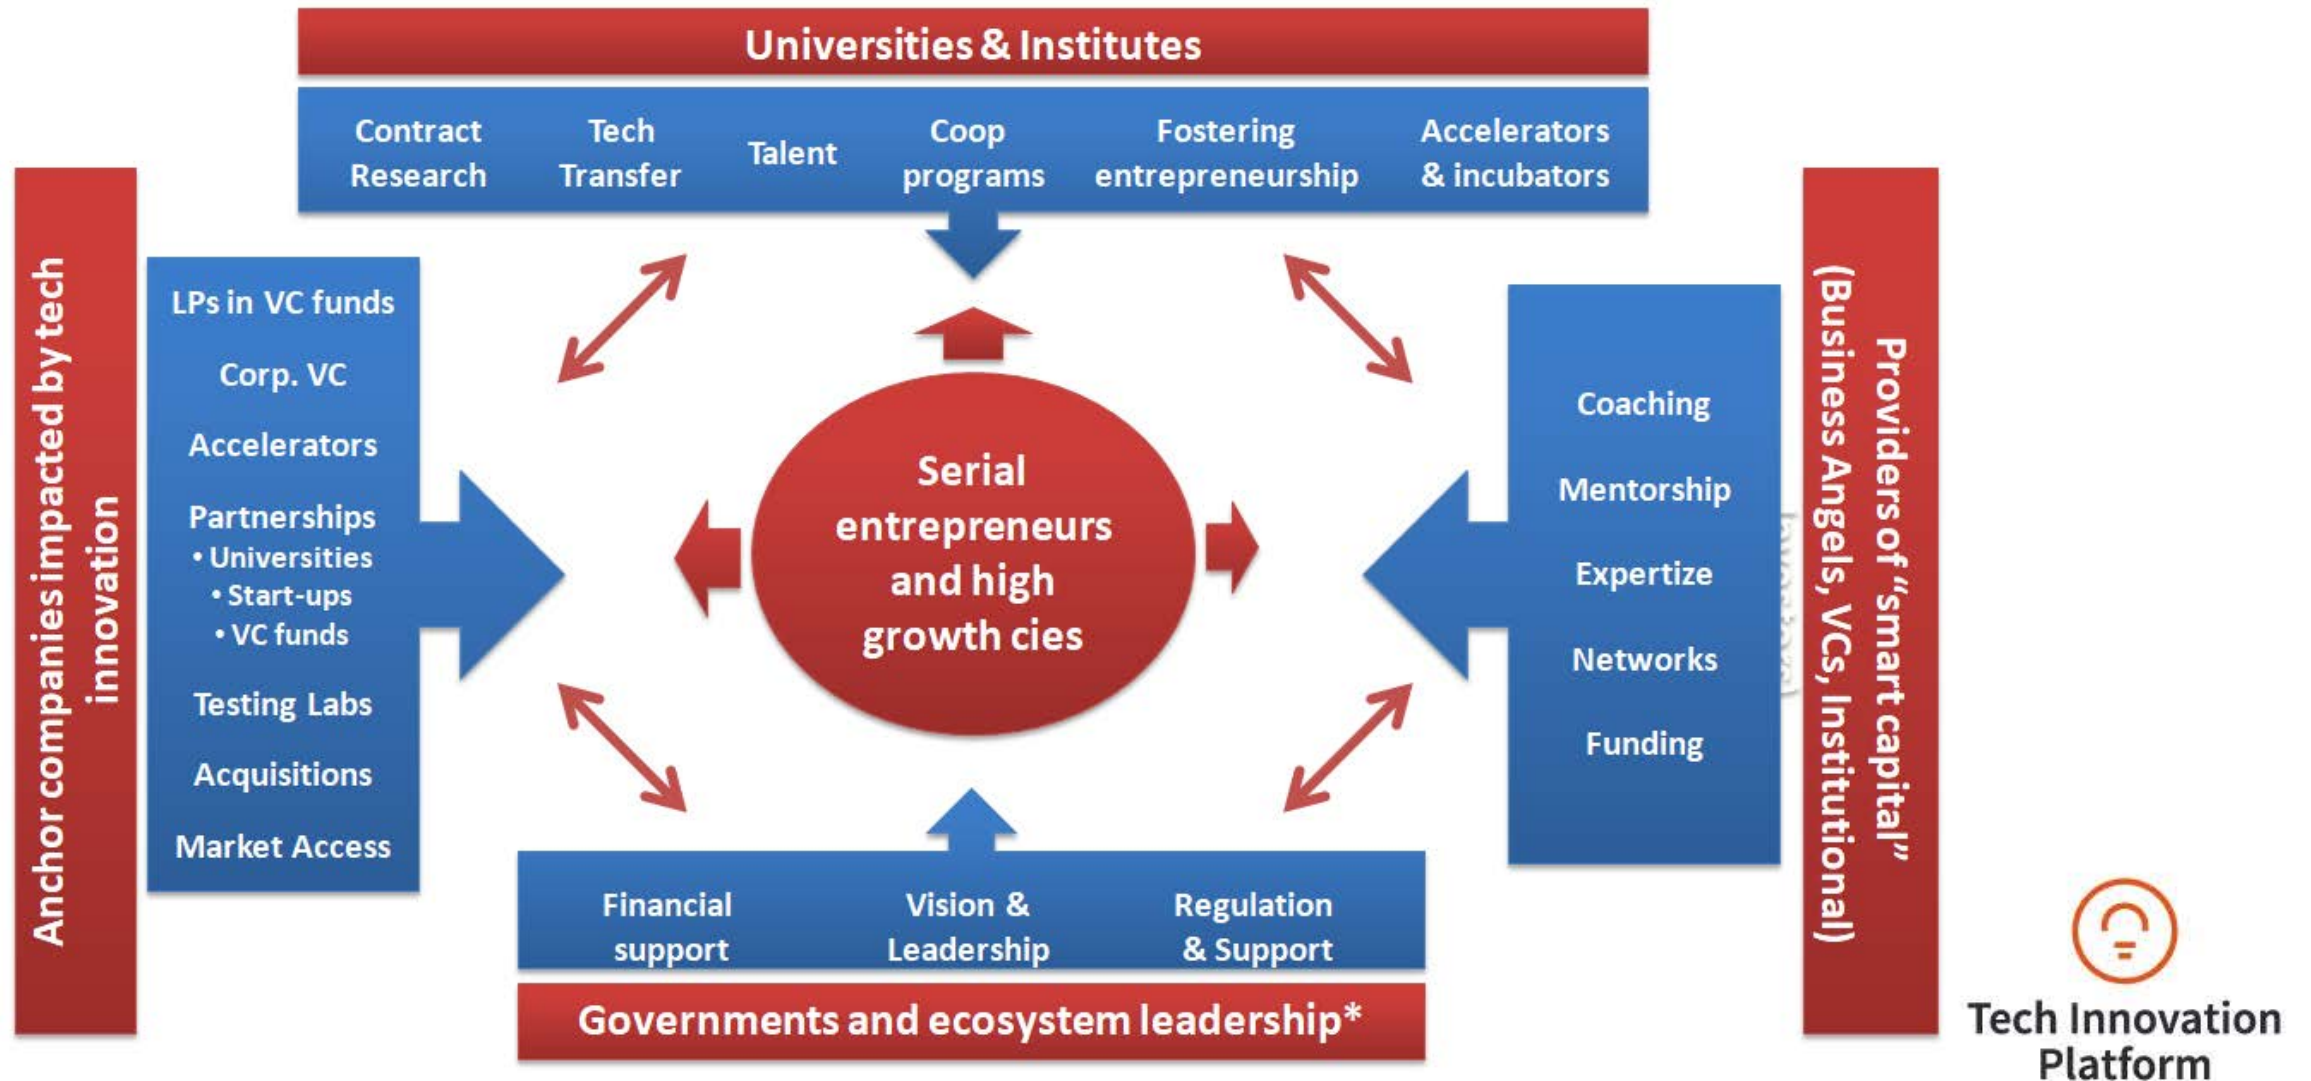 Universities & Institutes
Contract
Research
Tech
Transfer
Talent
Coop
programs
Fostering
entrepreneurship
Accelerators
& incubators
Anchor companies impacted by tech
innovation
LPs in VC funds
Corp. VC
Accelerators
Partnerships
• Universities
• Start-ups
• VC funds
Testing Labs
Acquisitions
Market Access
Serial
entrepreneurs
and high
growth cies
Coaching
Mentorship
Expertize
Networks
Funding
Providers of “smart capital”
(Business Angels, VCs, Institutional)
Financial
support
Vision &
Leadership
Regulation
& Support
Governments and ecosystem leadership*
Tech Innovation
Platform